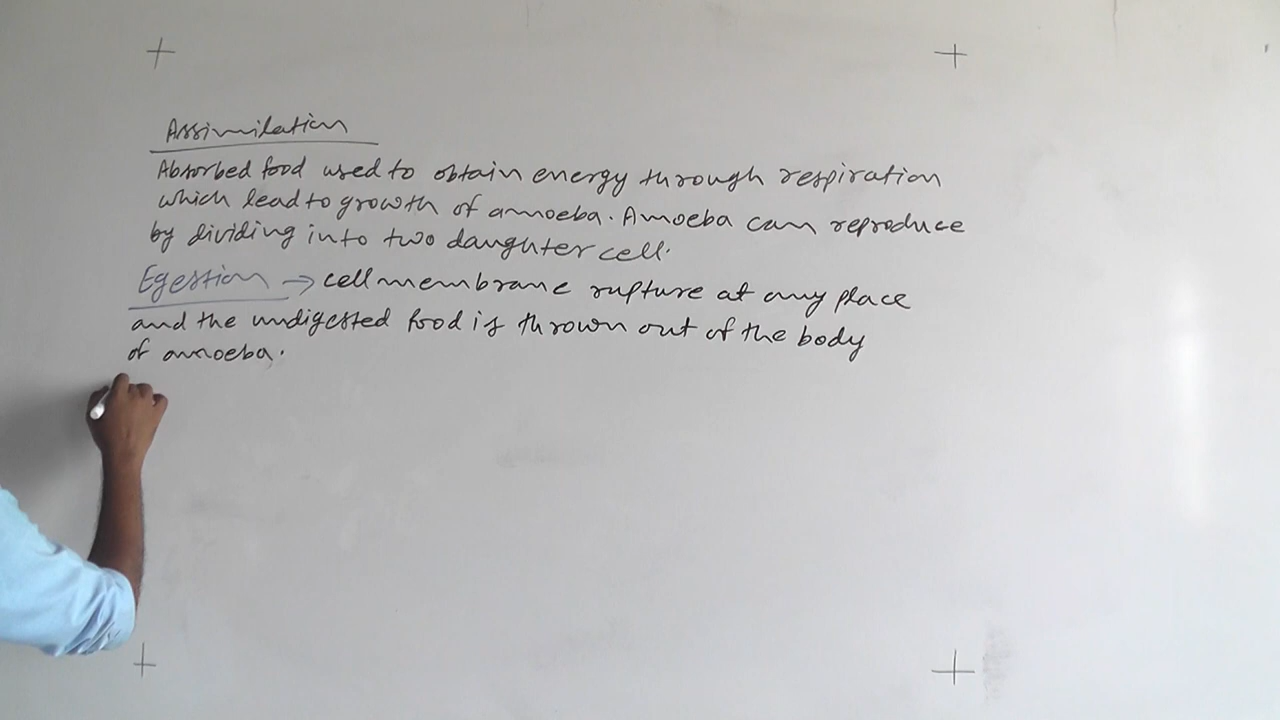 Assimilation
Absorbed food used to obtain energy through respiration
which lead to growth of amoeba. Amoeba can reproduce
by dividing into two daughter cell.
Egestion → cell membrane rupture at any place
and the undigested food is thrown out of the body
of amoeba.